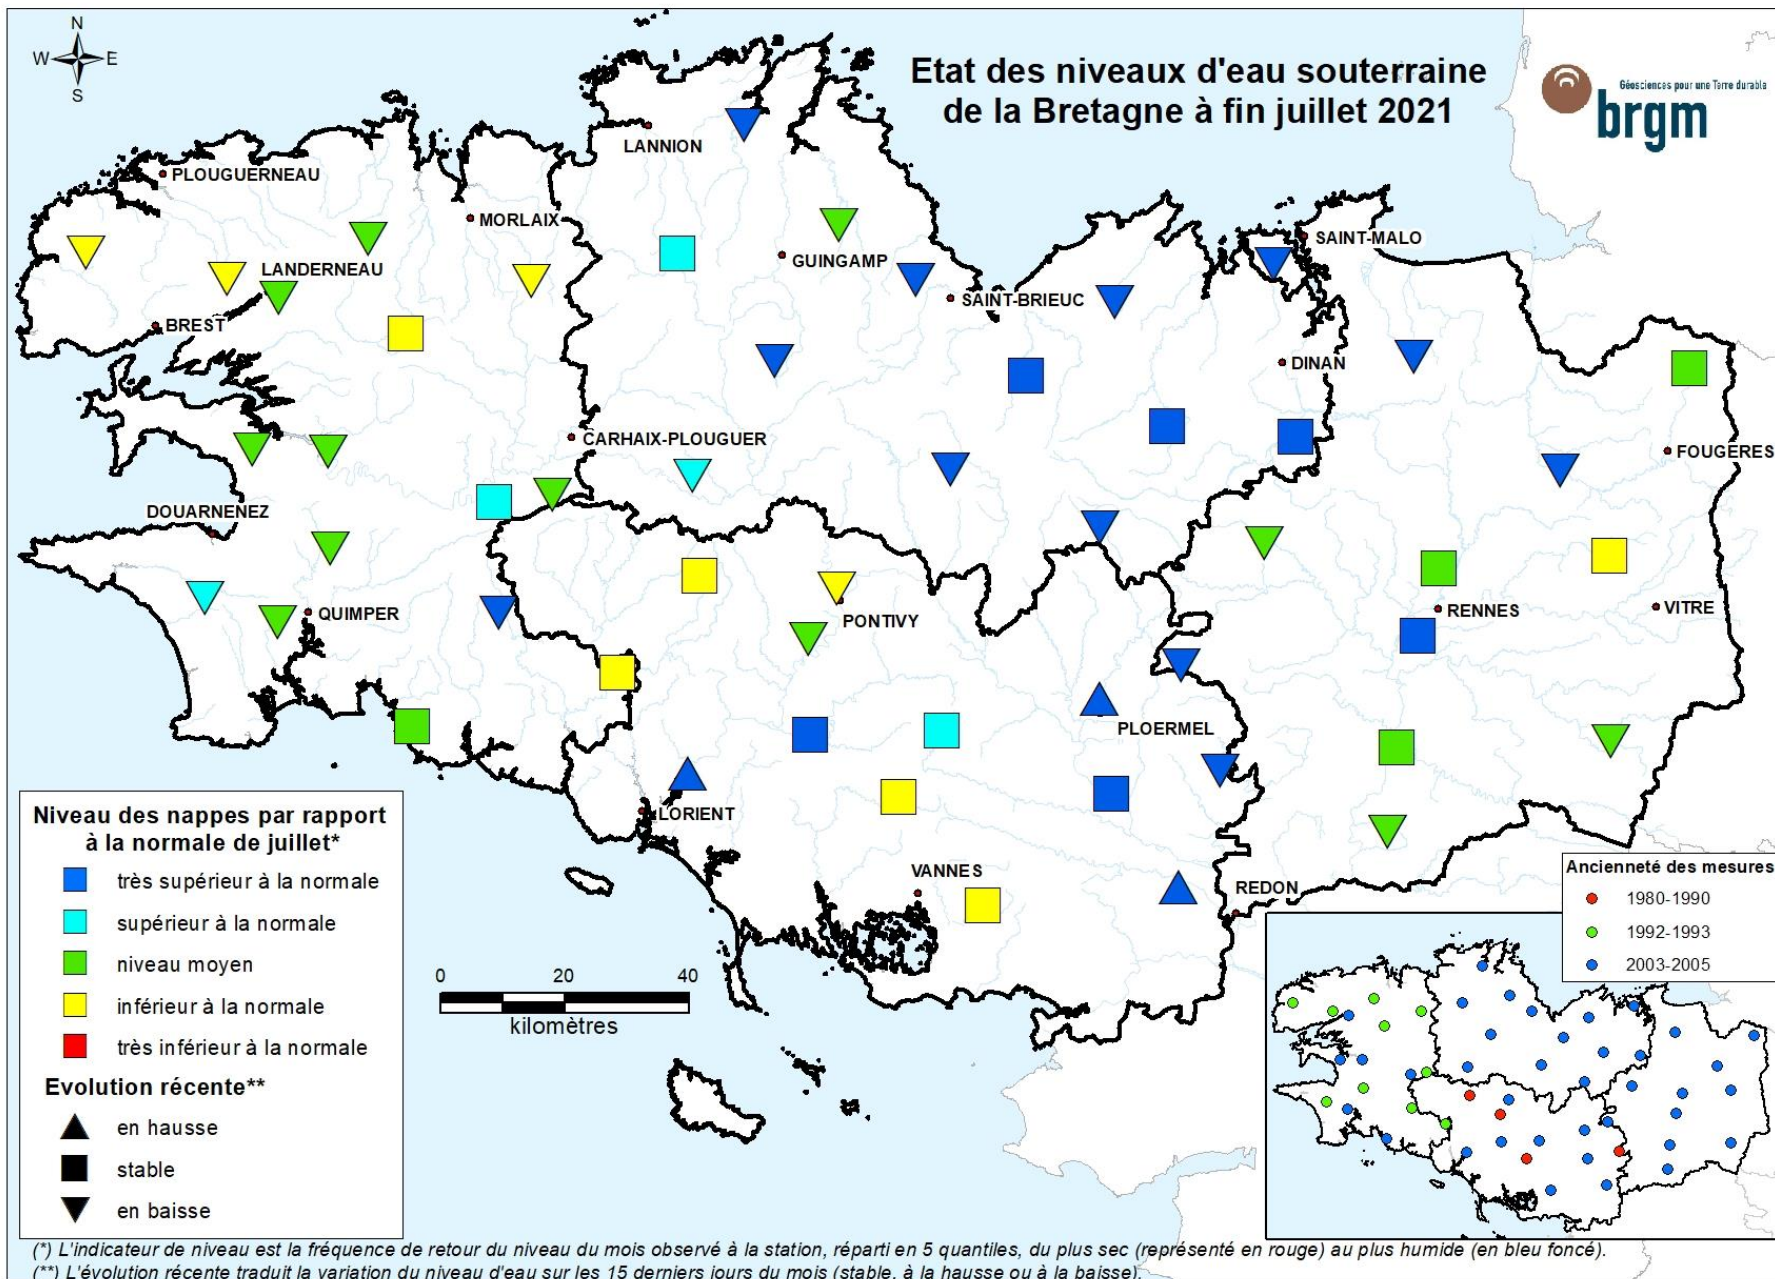 N
W E
S
Etat des niveaux d'eau souterraine
de la Bretagne à fin juillet 2021
Géosciences pour une Terre durable
brgm
LANNION
PLOUGUERNEAU
MORLAIX
SAINT-MALO
GUINGAMP
LANDERNEAU
SAINT-BRIEUC
BREST
DINAN
CARHAIX-PLOUGUER
FOUGERES
DOUARNENEZ
QUIMPER
PONTIVY
RENNES
VITRE
PLOERMEL
LORIENT
VANNES
REDON
Niveau des nappes par rapport
à la normale de juillet*
très supérieur à la normale
supérieur à la normale
niveau moyen
inférieur à la normale
très inférieur à la normale
Evolution récente**
en hausse
stable
en baisse
0 20 40
kilomètres
Ancienneté des mesures
1980-1990
1992-1993
2003-2005
(*) L'indicateur de niveau est la fréquence de retour du niveau du mois observé à la station, réparti en 5 quantiles, du plus sec (représenté en rouge) au plus humide (en bleu foncé).
(**) L'évolution récente traduit la variation du niveau d'eau sur les 15 derniers jours du mois (stable, à la hausse ou à la baisse).